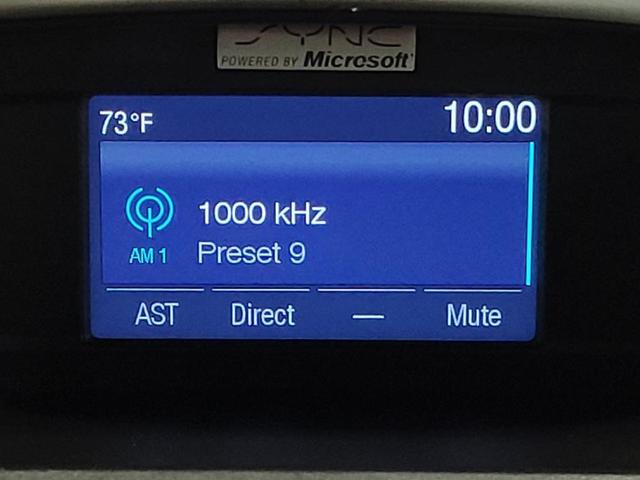 SYNC
POWERED BY Microsoft
73°F 10:00
1000 kHz
AM 1 Preset 9
AST Direct — Mute